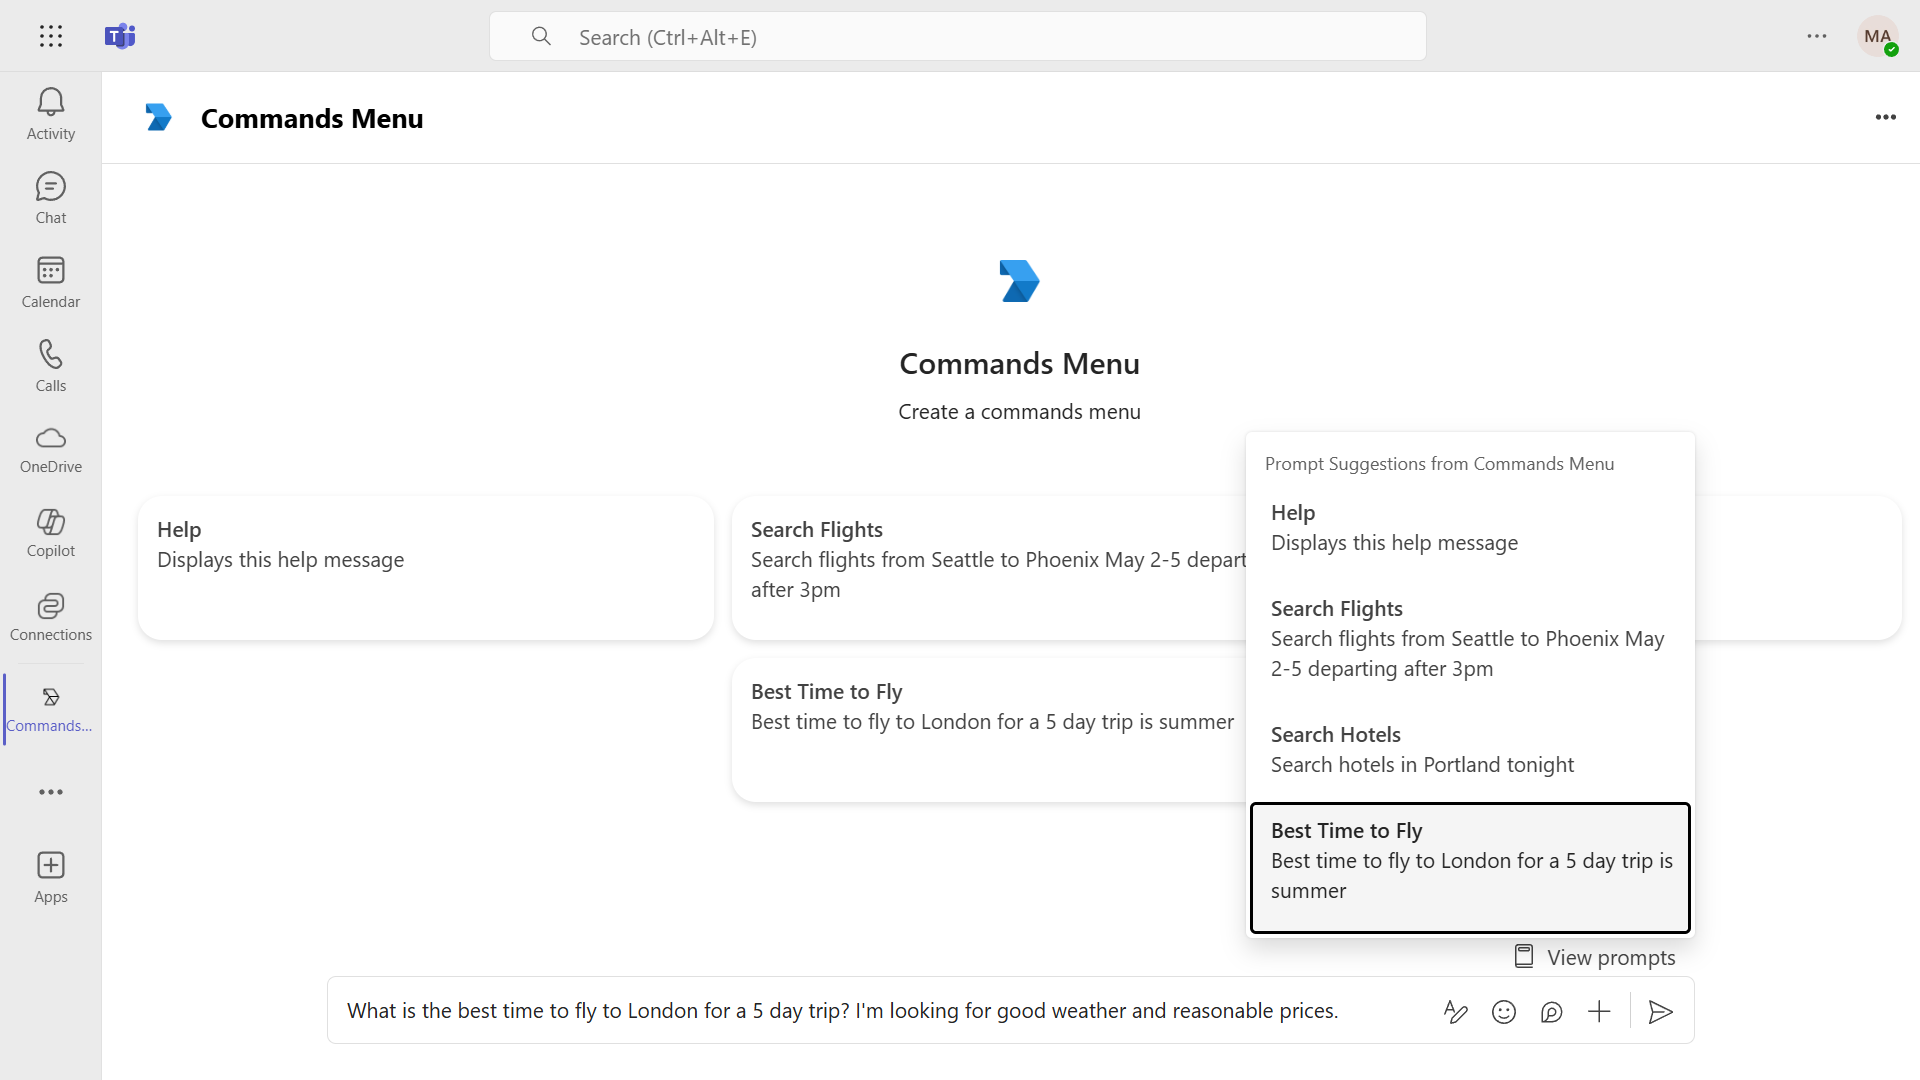 Search (Ctrl+Alt+E)
MA
Activity
Chat
Calendar
Calls
OneDrive
Copilot
Connections
Commands...
Apps
Commands Menu
Commands Menu
Create a commands menu
Help
Displays this help message
Search Flights
Search flights from Seattle to Phoenix May 2-5 depart
after 3pm
Best Time to Fly
Best time to fly to London for a 5 day trip is summer
Prompt Suggestions from Commands Menu
Help
Displays this help message
Search Flights
Search flights from Seattle to Phoenix May
2-5 departing after 3pm
Search Hotels
Search hotels in Portland tonight
Best Time to Fly
Best time to fly to London for a 5 day trip is
summer
View prompts
What is the best time to fly to London for a 5 day trip? I'm looking for good weather and reasonable prices.